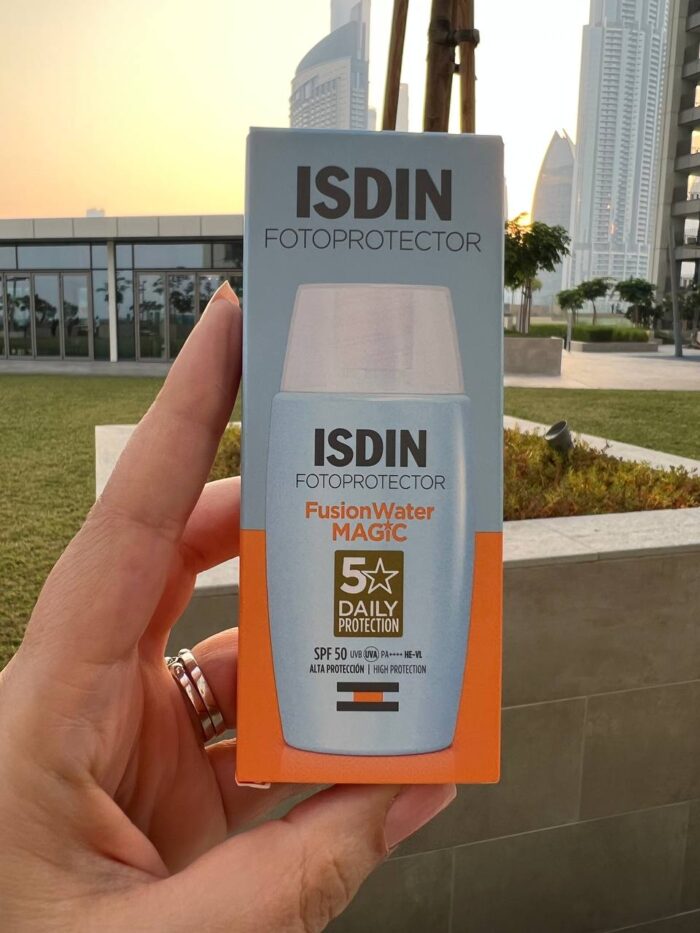 ISDIN
FOTOPROTECTOR
ISDIN
FOTOPROTECTOR
FusionWater
MAGIC
5☆
DAILY
PROTECTION
SPF 50 UVB UVA PA++++ HE-VL
ALTA PROTECCIÓN | HIGH PROTECTION